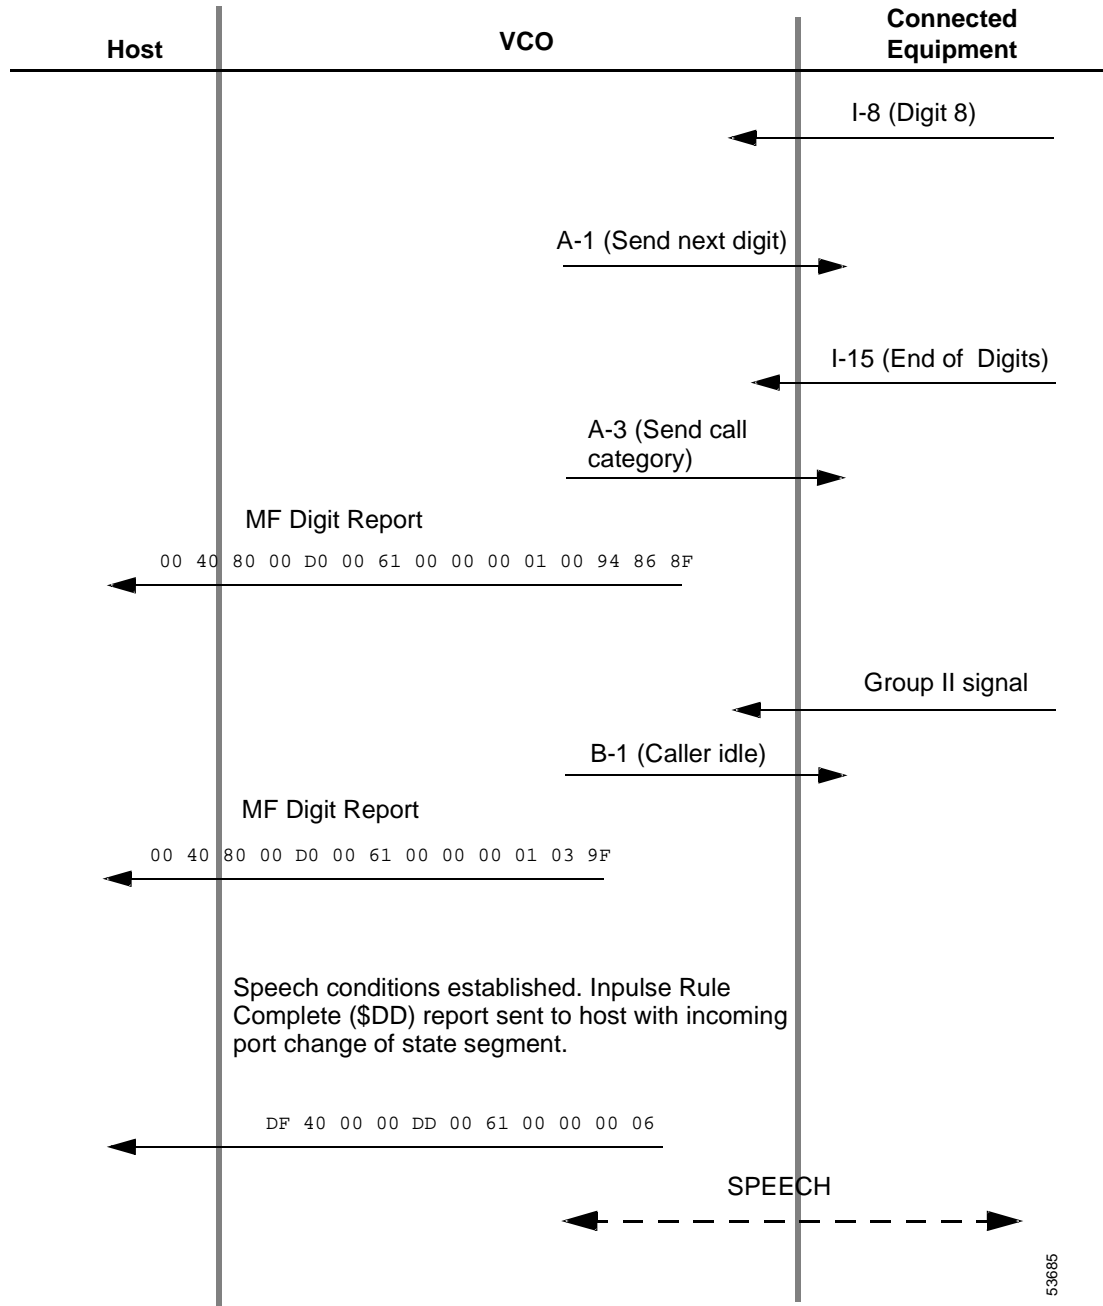 Host
VCO
Connected
Equipment
I-8 (Digit 8)
A-1 (Send next digit)
I-15 (End of Digits)
A-3 (Send call
category)
MF Digit Report
00 40 80 00 D0 00 61 00 00 00 01 00 94 86 8F
Group II signal
B-1 (Caller idle)
MF Digit Report
00 40 80 00 D0 00 61 00 00 00 01 03 9F
Speech conditions established. Inpulse Rule
Complete ($DD) report sent to host with incoming
port change of state segment.
DF 40 00 00 DD 00 61 00 00 00 06
SPEECH
53685